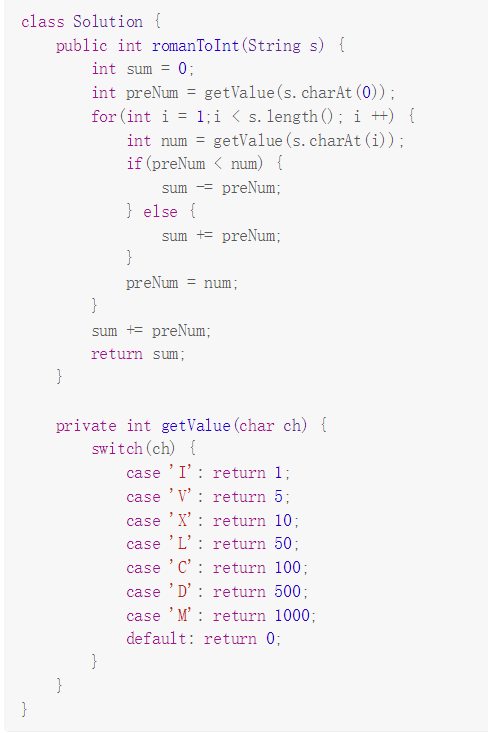 class Solution {
    public int romanToInt(String s) {
        int sum = 0;
        int preNum = getValue(s.charAt(0));
        for(int i = 1;i < s.length(); i ++) {
            int num = getValue(s.charAt(i));
            if(preNum < num) {
                sum -= preNum;
            } else {
                sum += preNum;
            }
            preNum = num;
        }
        sum += preNum;
        return sum;
    }

    private int getValue(char ch) {
        switch(ch) {
            case 'I': return 1;
            case 'V': return 5;
            case 'X': return 10;
            case 'L': return 50;
            case 'C': return 100;
            case 'D': return 500;
            case 'M': return 1000;
            default: return 0;
        }
    }
}